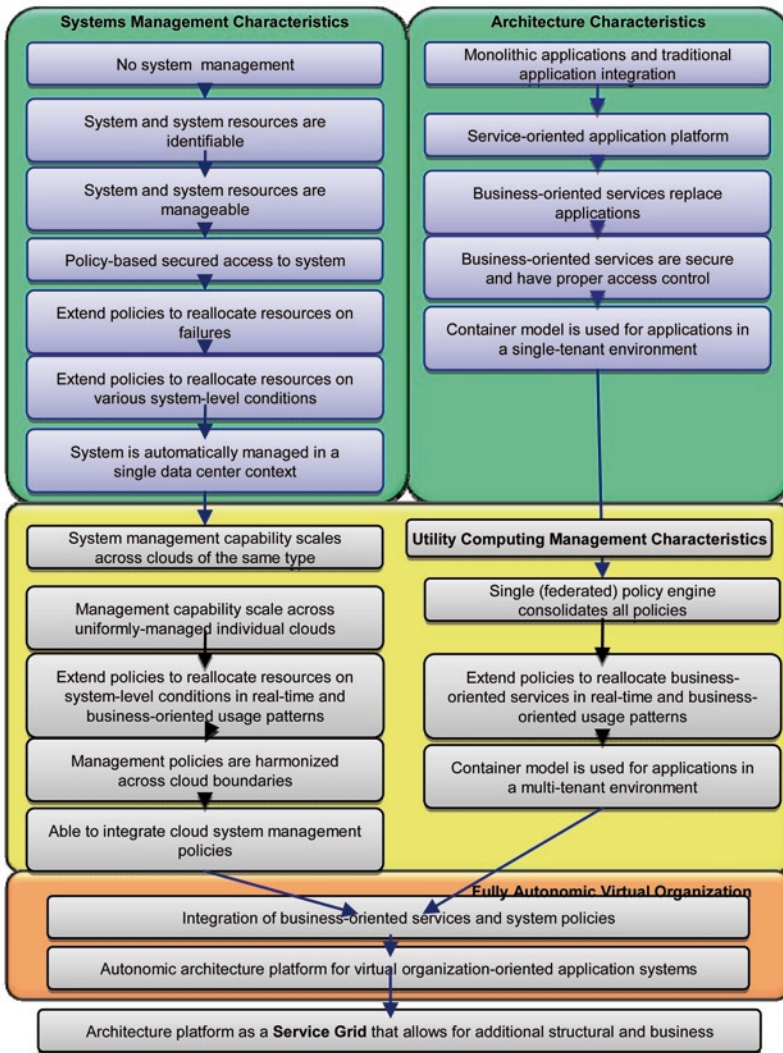 Systems Management Characteristics
No system management
System and system resources are
identifiable
System and system resources are
manageable
Policy-based secured access to system
Extend policies to reallocate resources on
failures
Extend policies to reallocate resources on
various system-level conditions
System is automatically managed in a
single data center context
Architecture Characteristics
Monolithic applications and traditional
application integration
Service-oriented application platform
Business-oriented services replace
applications
Business-oriented services are secure
and have proper access control
Container model is used for applications in
a single-tenant environment
System management capability scales
across clouds of the same type
Management capability scale across
uniformly-managed individual clouds
Extend policies to reallocate resources on
system-level conditions in real-time and
business-oriented usage patterns
Management policies are harmonized
across cloud boundaries
Able to integrate cloud system management
policies
Utility Computing Management Characteristics
Single (federated) policy engine
consolidates all policies
Extend policies to reallocate business-
oriented services in real-time and business-
oriented usage patterns
Container model is used for applications in
a multi-tenant environment
Fully Autonomic Virtual Organization
Integration of business-oriented services and system policies
Autonomic architecture platform for virtual organization-oriented application systems
Architecture platform as a Service Grid that allows for additional structural and business